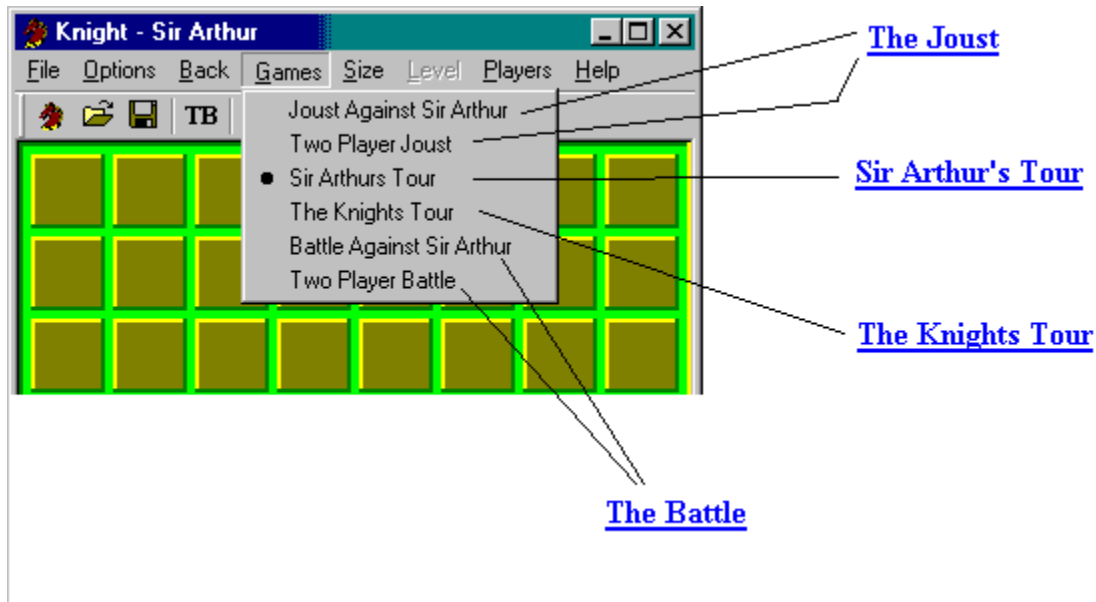 Knight - Sir Arthur
File Options Back Games Size Level Players Help
TB
Joust Against Sir Arthur
Two Player Joust
Sir Arthurs Tour
The Knights Tour
Battle Against Sir Arthur
Two Player Battle
The Joust
Sir Arthur's Tour
The Knights Tour
The Battle